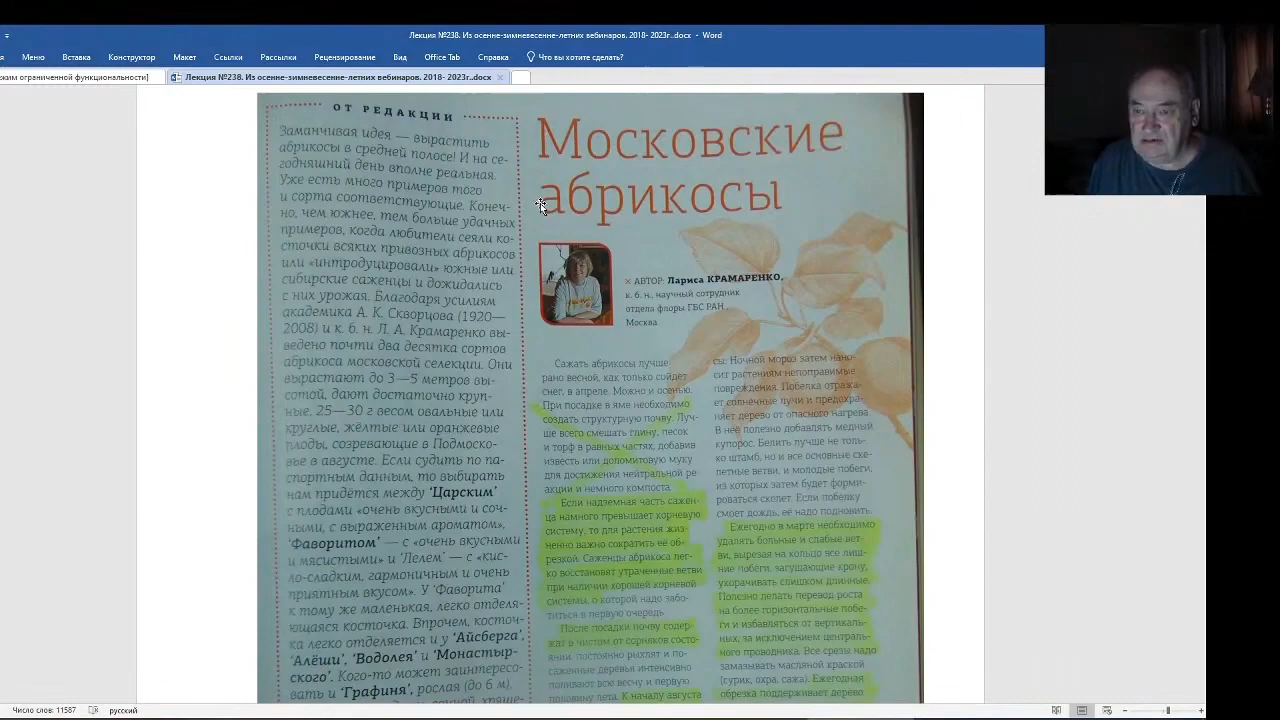 Лекция №238. Из осенне-зимневесенне-летних вебинаров. 2018- 2023г..docx - Word
Меню Вставка Конструктор Макет Ссылки Рассылки Рецензирование Вид Office Tab Справка Что вы хотите сделать?
жим ограниченной функциональности] Лекция №238. Из осенне-зимневесенне-летних вебинаров. 2018- 2023г..docx
ОТ РЕДАКЦИИ
Заманчивая идея — вырастить
абрикосы в средней полосе! И на се-
годняшний день вполне реальная.
Уже есть много примеров того
и сорта соответствующие. Конеч-
но, чем южнее, тем больше удачных
примеров, когда любители сеяли ко-
сточки всяких привозных абрикосов
или «интродуцировали» южные или
сибирские саженцы и дожидались
с них урожая. Благодаря усилиям
академика А. К. Скворцова (1920—
2008) и к. б. н. Л. А. Крамаренко вы-
ведено почти два десятка сортов
абрикоса московской селекции. Они
вырастают до 3—5 метров вы-
сотой, дают достаточно круп-
ные, 25—30 г весом овальные или
круглые, жёлтые или оранжевые
плоды, созревающие в Подмоско-
вье в августе. Если судить по па-
спортным данным, то выбирать
нам придётся между 'Царским'
с плодами «очень вкусными и соч-
ными, с выраженным ароматом»,
'Фаворитом' — с «очень вкусными
и мясистыми» и 'Лелем' — с «кис-
ло-сладким, гармоничным и очень
приятным вкусом». У 'Фаворита'
к тому же маленькая, легко отделя-
ющаяся косточка. Впрочем, косточ-
ка легко отделяется и у 'Айсберга',
'Алёши', 'Водолея' и 'Монастыр-
ского'. Кого-то может заинтересо-
вать и 'Графиня', рослая (до 6 м),
Московские
абрикосы
× АВТОР: Лариса КРАМАРЕНКО,
к. б. н., научный сотрудник
отдела флоры ГБС РАН,
Москва
Сажать абрикосы лучше
рано весной, как только сойдет
снег, в апреле. Можно и осенью.
При посадке в яме необходимо
создать структурную почву. Луч-
ше всего смешать глину, песок
и торф в равных частях, добавив
известь или доломитовую муку
для достижения нейтральной ре-
акции и немного компоста.
Если надземная часть сажен-
ца намного превышает корневую
систему, то для растения жиз-
ненно важно сократить её об-
резкой. Саженцы абрикоса лег-
ко восстановят утраченные ветви
при наличии хорошей корневой
системы, о которой надо забо-
титься в первую очередь.
После посадки почву содер-
жат в чистом от сорняков состо-
янии, постоянно рыхлят и по-
саженные деревья интенсивно
поливают всю весну и первую
половину лета. К началу августа
сы. Ночной мороз затем нано-
сит растениям непоправимые
повреждения. Побелка отража-
ет солнечные лучи и предохра-
няет дерево от опасного нагрева.
В неё полезно добавлять медный
купорос. Белить лучше не толь-
ко штамб, но и все основные ске-
летные ветви, и молодые побеги,
из которых затем будет форми-
роваться скелет. Если побелку
смоет дождь, её надо подновить.
Ежегодно в марте необходимо
удалять больные и слабые вет-
ви, вырезая на кольцо все лиш-
ние побеги, загущающие крону,
укорачивать слишком длинные.
Полезно делать перевод роста
на более горизонтальные побе-
ги и избавляться от вертикаль-
ных, за исключением централь-
ного проводника. Все срезы надо
замазывать масляной краской
(сурик, охра, сажа). Ежегодная
обрезка поддерживает дерево
Число слов: 11587 русский